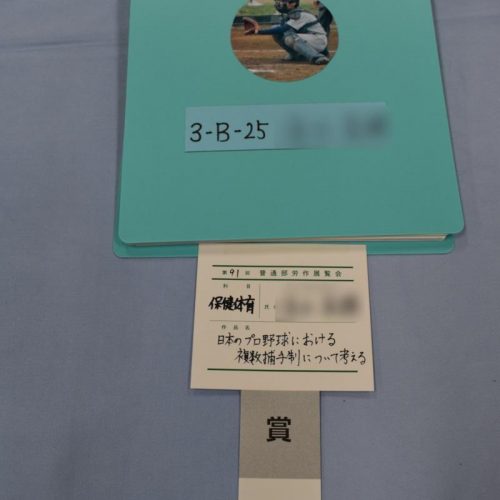 3-B-25
第91回 普通部労作展覧会
科目
保健体育
氏
作品名
日本のプロ野球における
複数捕手制について考える
賞